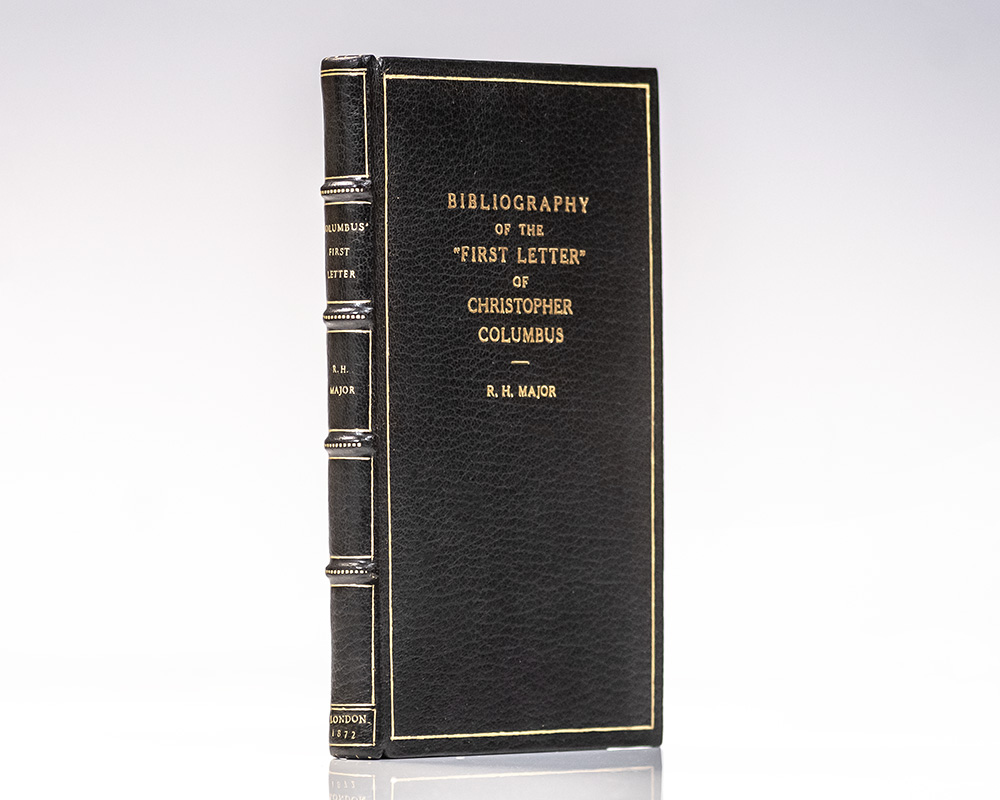 BIBLIOGRAPHY
OF THE
"FIRST LETTER"
OF
CHRISTOPHER
COLUMBUS
R. H. MAJOR
COLUMBUS'
FIRST
LETTER
R. H.
MAJOR
LONDON
1872